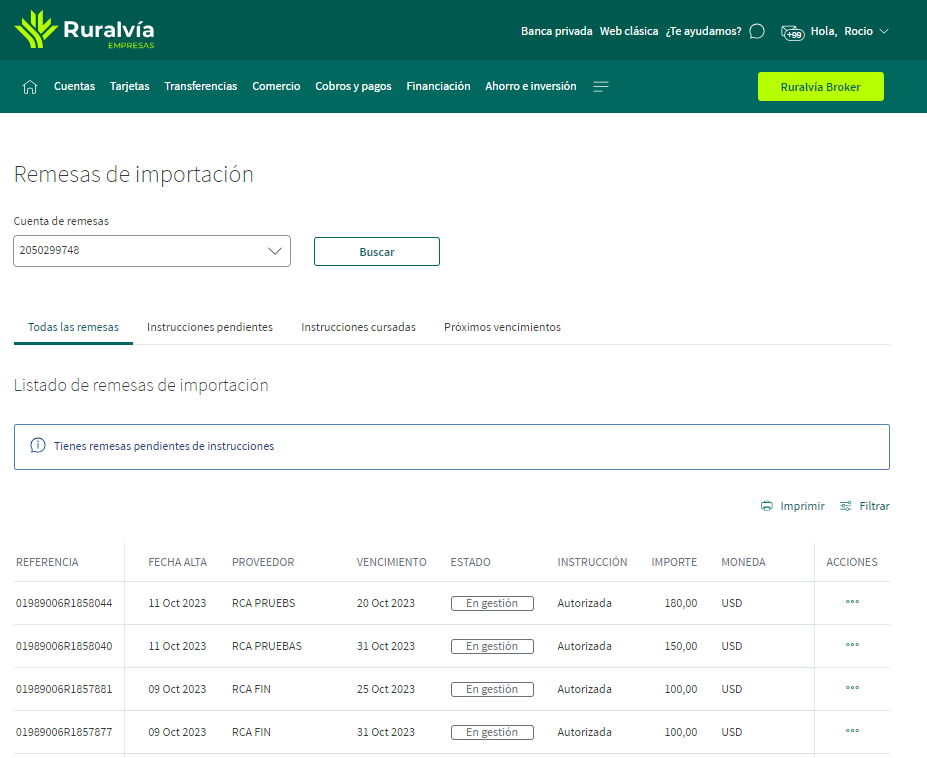 Ruralvía
EMPRESAS
Banca privada Web clásica ¿Te ayudamos? +99 Hola, Rocio
Cuentas Tarjetas Transferencias Comercio Cobros y pagos Financiación Ahorro e inversión Ruralvía Broker
Remesas de importación
Cuenta de remesas
2050299748 Buscar
Todas las remesas Instrucciones pendientes Instrucciones cursadas Próximos vencimientos
Listado de remesas de importación
Tienes remesas pendientes de instrucciones
Imprimir Filtrar
REFERENCIA FECHA ALTA PROVEEDOR VENCIMIENTO ESTADO INSTRUCCIÓN IMPORTE MONEDA ACCIONES
01989006R1858044 11 Oct 2023 RCA PRUEBS 20 Oct 2023 En gestión Autorizada 180,00 USD
01989006R1858040 11 Oct 2023 RCA PRUEBAS 31 Oct 2023 En gestión Autorizada 150,00 USD
01989006R1857881 09 Oct 2023 RCA FIN 25 Oct 2023 En gestión Autorizada 100,00 USD
01989006R1857877 09 Oct 2023 RCA FIN 31 Oct 2023 En gestión Autorizada 100,00 USD